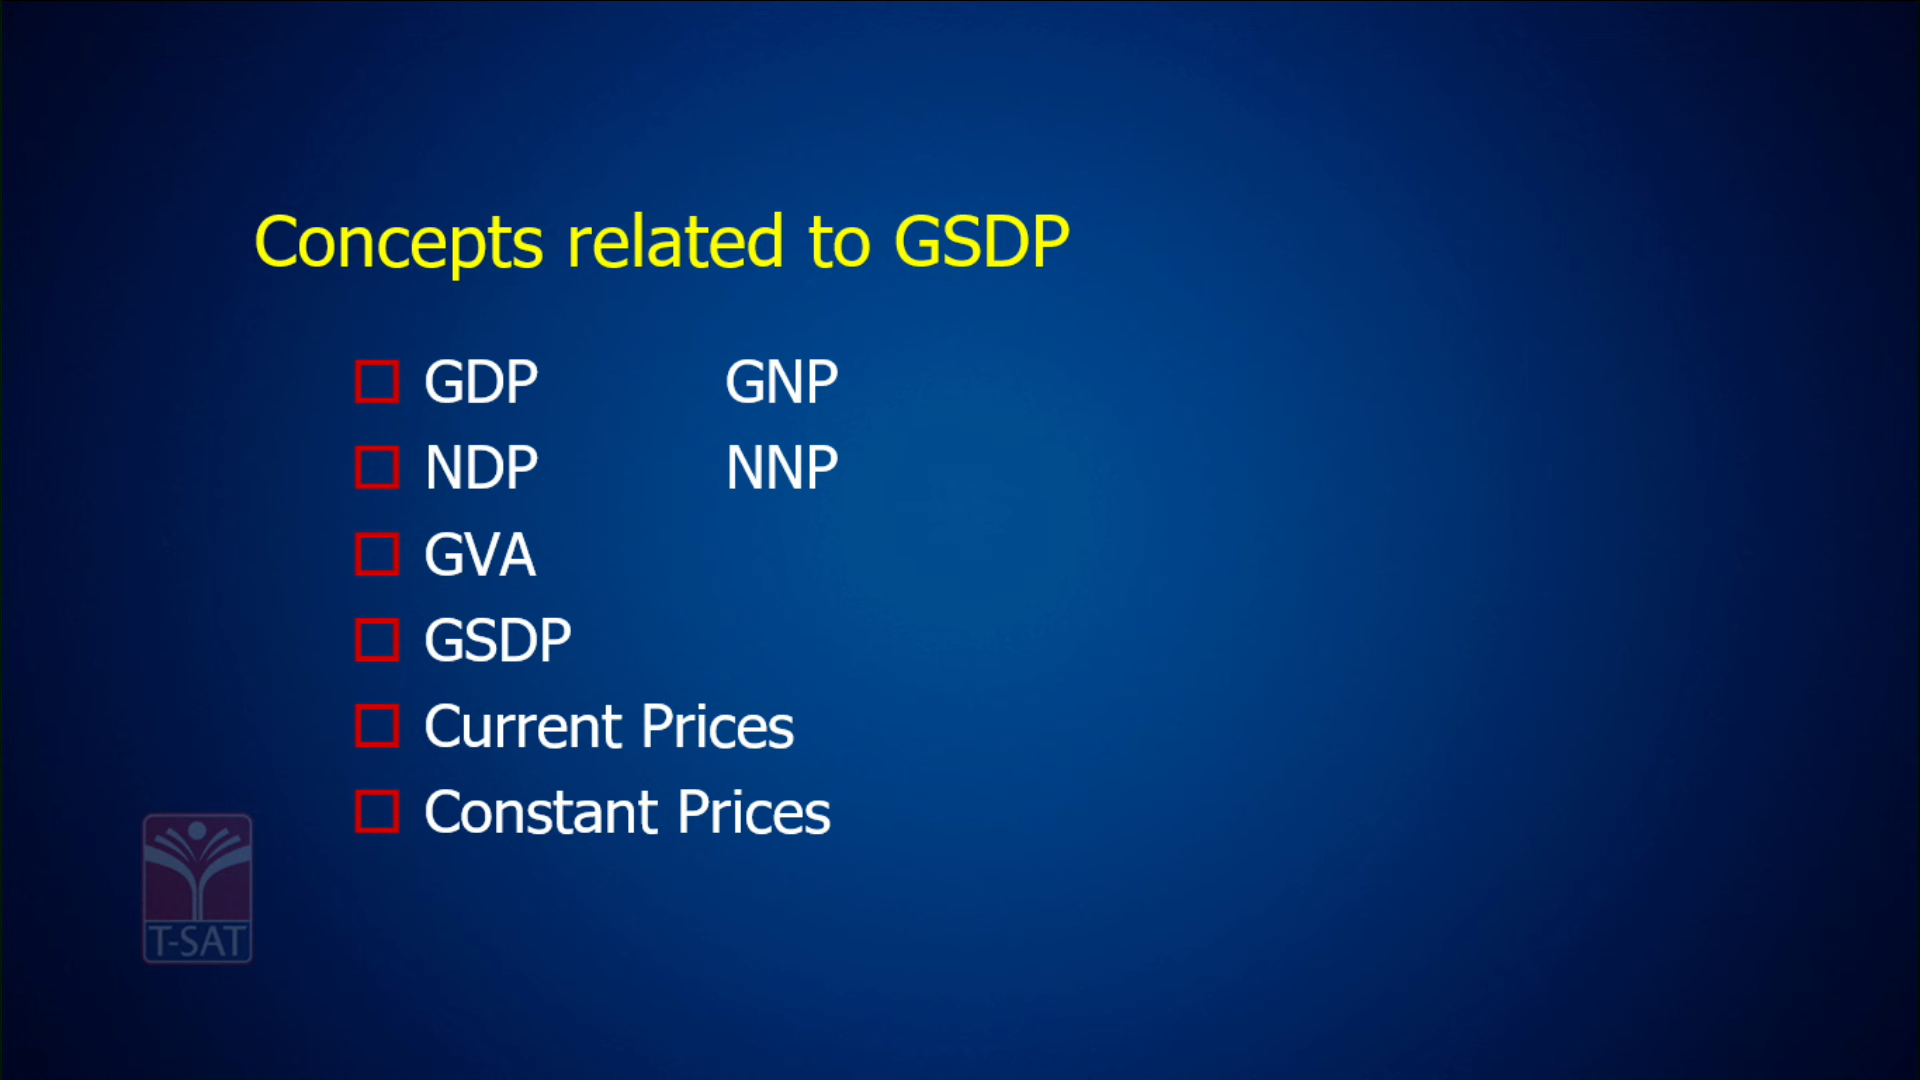 Concepts related to GSDP
GDP GNP
NDP NNP
GVA
GSDP
Current Prices
Constant Prices
T-SAT